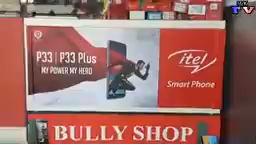 P33 | P33 Plus
MY POWER MY HERO
itel
Smart Phone
BULLY SHOP